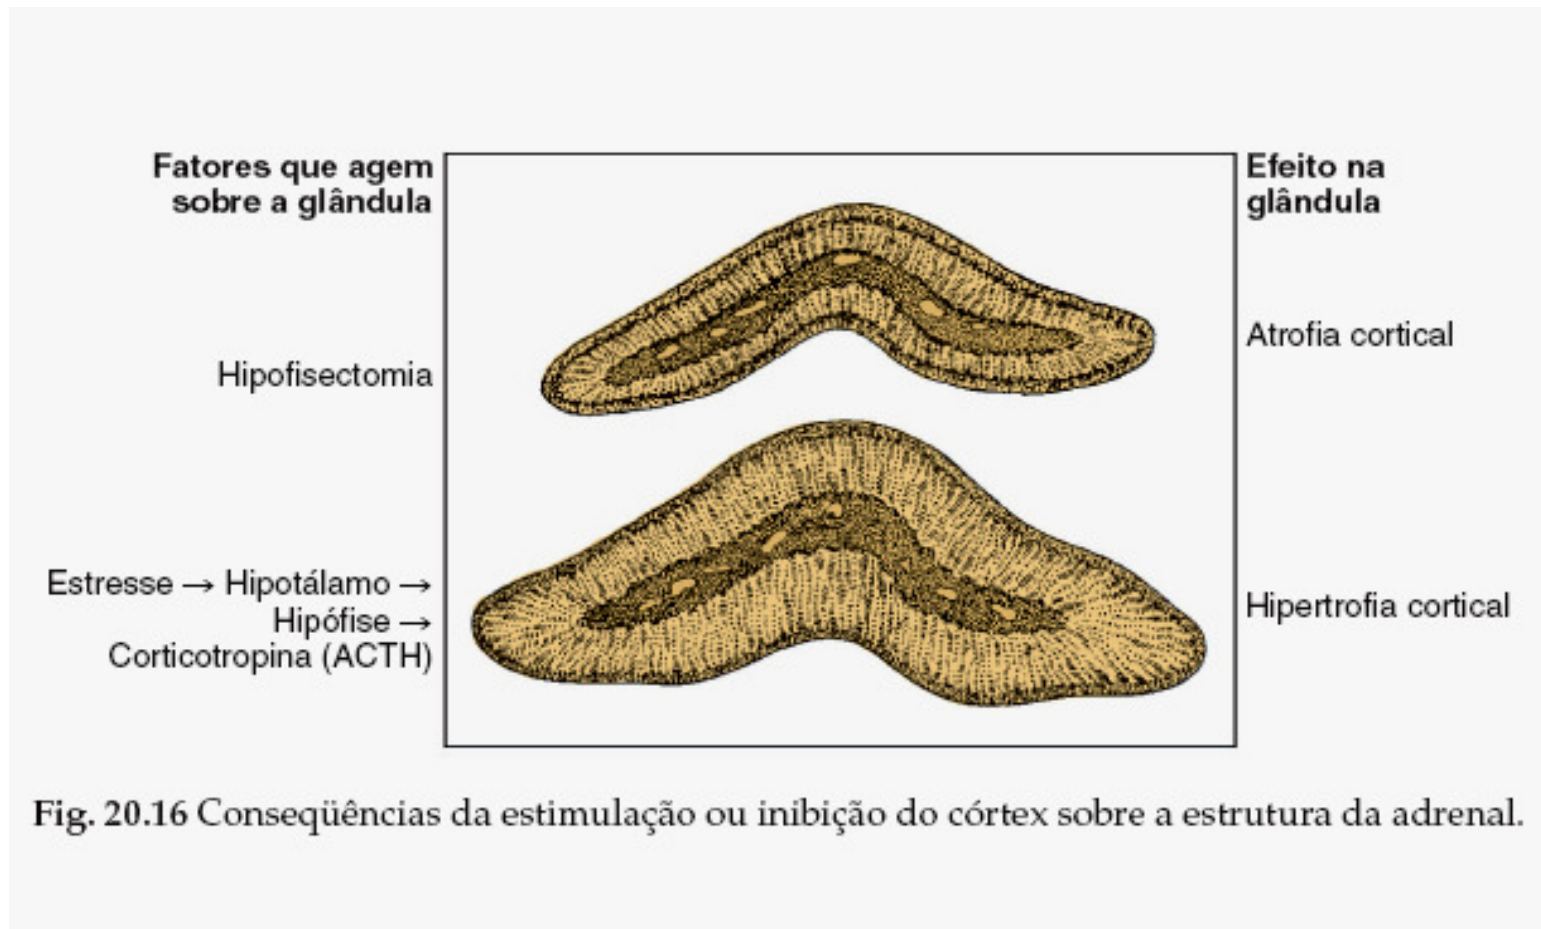 Fatores que agem
sobre a glândula
Efeito na
glândula
Hipofisectomia
Atrofia cortical
Estresse → Hipotálamo →
Hipófise →
Corticotropina (ACTH)
Hipertrofia cortical
Fig. 20.16 Conseqüências da estimulação ou inibição do córtex sobre a estrutura da adrenal.